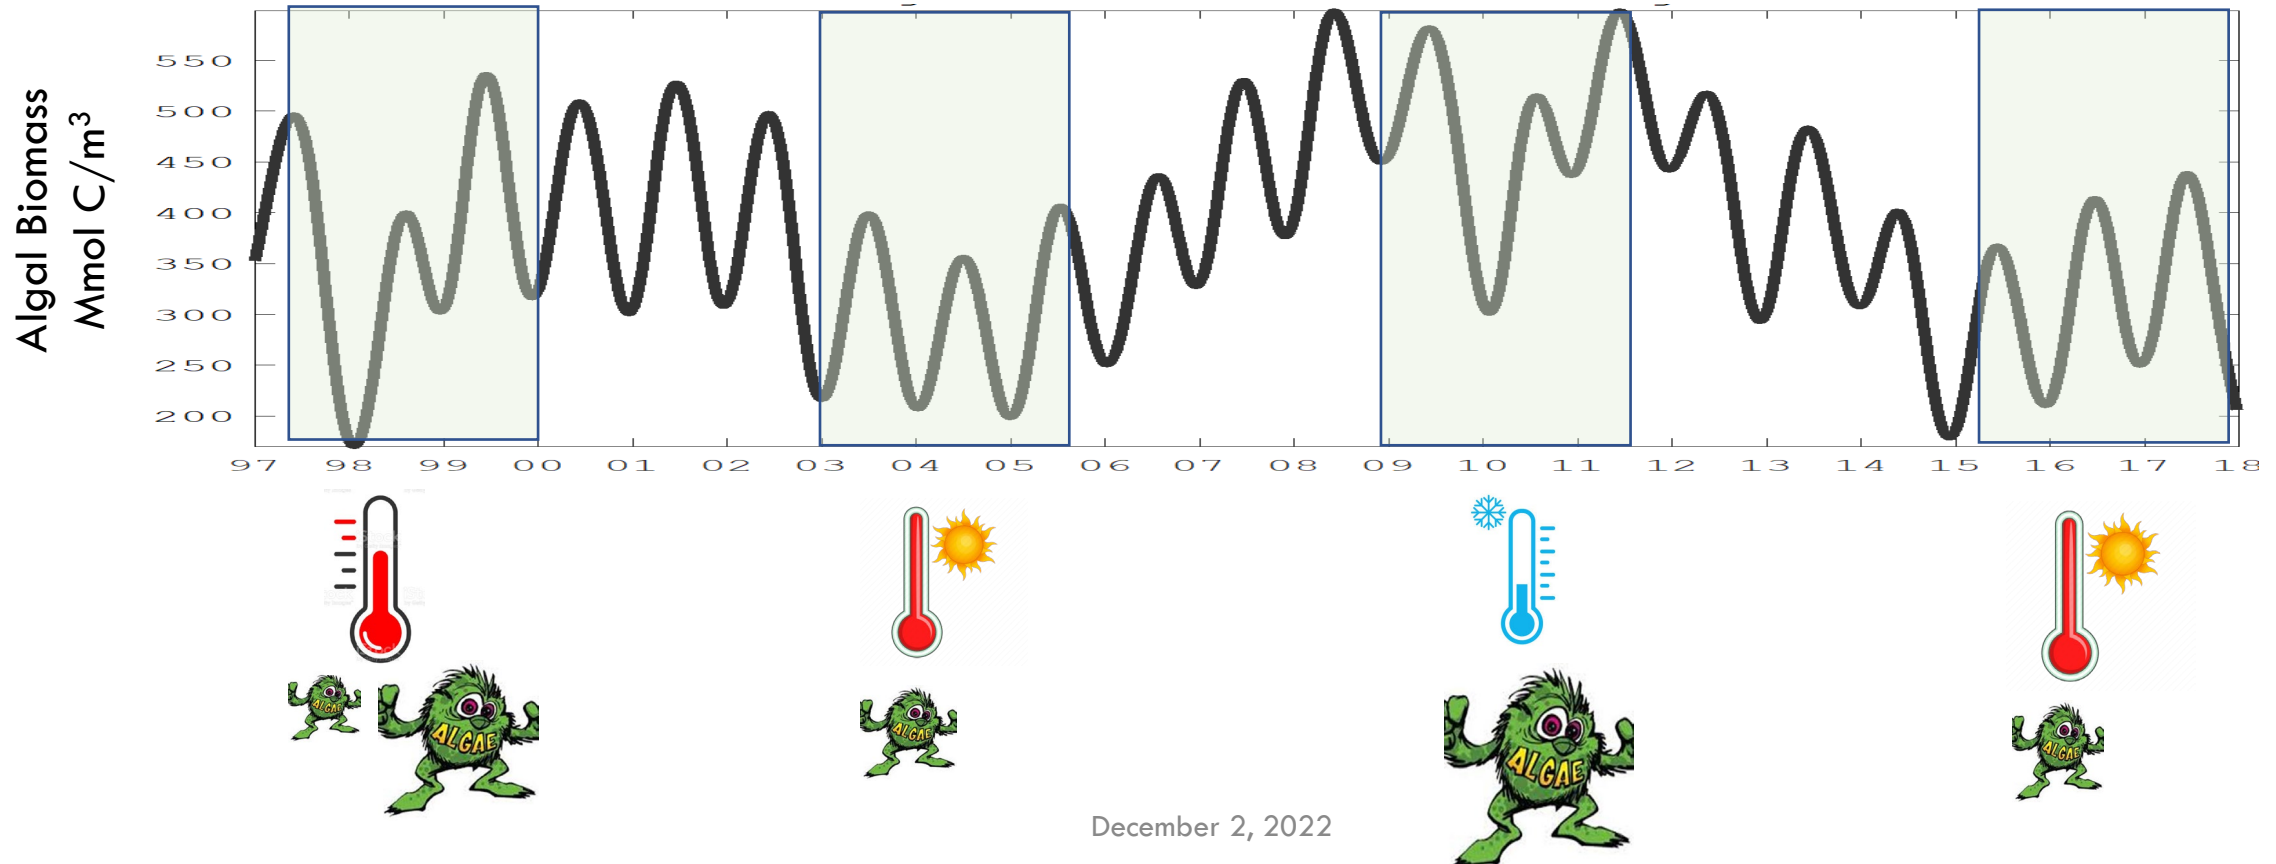 Algal Biomass
Mmol C/m³
550
500
450
400
350
300
250
200
97 98 99 00 01 02 03 04 05 06 07 08 09 10 11 12 13 14 15 16 17 18
ALGAE
ALGAE
ALGAE
ALGAE
ALGAE
December 2, 2022